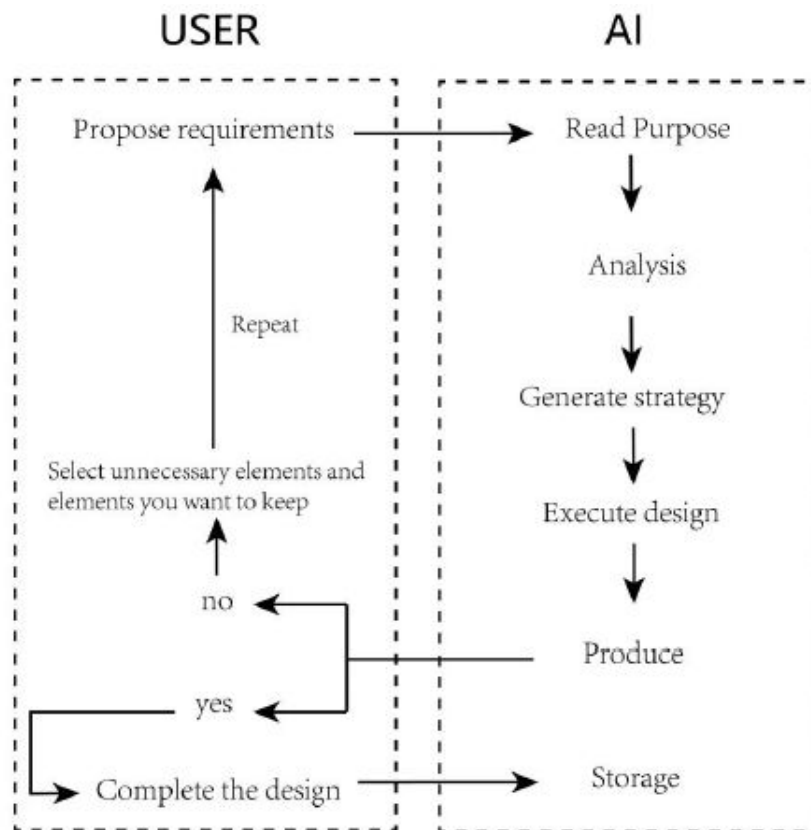 USER
AI
Propose requirements
Read Purpose
Analysis
Repeat
Generate strategy
Select unnecessary elements and
elements you want to keep
Execute design
no
Produce
yes
Complete the design
Storage